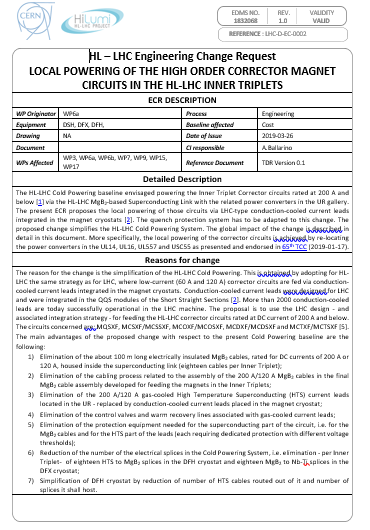 CERN
HiLumi
HL-LHC PROJECT
EDMS NO.
REV.
VALIDITY
1832068
1.0
VALID
REFERENCE : LHC-D-EC-0002
HL – LHC Engineering Change Request
LOCAL POWERING OF THE HIGH ORDER CORRECTOR MAGNET
CIRCUITS IN THE HL-LHC INNER TRIPLETS
ECR DESCRIPTION
WP Originator WP6a Process Engineering
Equipment DSH, DFX, DFH, Baseline affected Cost
Drawing NA Date of Issue 2019-03-26
Document CI responsible A.Ballarino
WPs Affected WP3, WP6a, WP6b, WP7, WP9, WP15, WP17 Reference Document TDR Version 0.1
Detailed Description
The HL-LHC Cold Powering baseline envisaged powering the Inner Triplet Corrector circuits rated at 200 A and
below [1] via the HL-LHC MgB2-based Superconducting Link with the related power converters in the UR gallery.
The present ECR proposes the local powering of those circuits via LHC-type conduction-cooled current leads
integrated in the magnet cryostats [2]. The quench protection system has to be adapted to this change. The
proposed change simplifies the HL-LHC Cold Powering System. The global impact of the change is described in
detail in this document. More specifically, the local powering of the corrector circuits is achieved by re-locating
the power converters in the UL14, UL16, UL557 and USC55 as presented and endorsed in 65th TCC (2019-01-17).
Reasons for change
The reason for the change is the simplification of the HL-LHC Cold Powering. This is obtained by adopting for HL-
LHC the same strategy as for LHC, where low-current (60 A and 120 A) corrector circuits are fed via conduction-
cooled current leads integrated in the magnet cryostats. Conduction-cooled current leads were designed for LHC
and were integrated in the QQS modules of the Short Straight Sections [2]. More than 2000 conduction-cooled
leads are today successfully operational in the LHC machine. The proposal is to use the LHC design - and
associated integration strategy - for feeding the HL-LHC corrector circuits rated at DC current of 200 A and below.
The circuits concerned are: MQSXF, MCSXF/MCSSXF, MCOXF/MCOSXF, MCDXF/MCDSXF and MCTXF/MCTSXF [5].
The main advantages of the proposed change with respect to the present Cold Powering baseline are the
following:
1) Elimination of the about 100 m long electrically insulated MgB2 cables, rated for DC currents of 200 A or
120 A, housed inside the superconducting link (eighteen cables per Inner Triplet);
2) Elimination of the cabling process related to the assembly of the 200 A/120 A MgB2 cables in the final
MgB2 cable assembly developed for feeding the magnets in the Inner Triplets;
3) Elimination of the 200 A/120 A gas-cooled High Temperature Superconducting (HTS) current leads
located in the UR - replaced by conduction-cooled current leads placed in the magnet cryostat;
4) Elimination of the control valves and warm recovery lines associated with gas-cooled current leads;
5) Elimination of the protection equipment needed for the superconducting part of the circuit, i.e. for the
MgB2 cables and for the HTS part of the leads (each requiring dedicated protection with different voltage
thresholds);
6) Reduction of the number of the electrical splices in the Cold Powering System, i.e. elimination - per Inner
Triplet- of eighteen HTS to MgB2 splices in the DFH cryostat and eighteen MgB2 to Nb-Ti splices in the
DFX cryostat;
7) Simplification of DFH cryostat by reduction of number of HTS cables routed out of it and number of
splices it shall host.